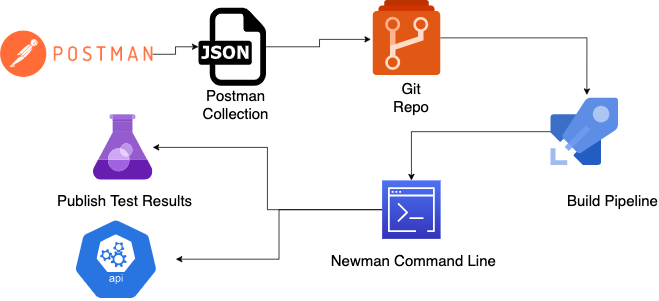 POSTMAN
JSON
Postman
Collection
Git
Repo
Build Pipeline
Publish Test Results
Newman Command Line
api